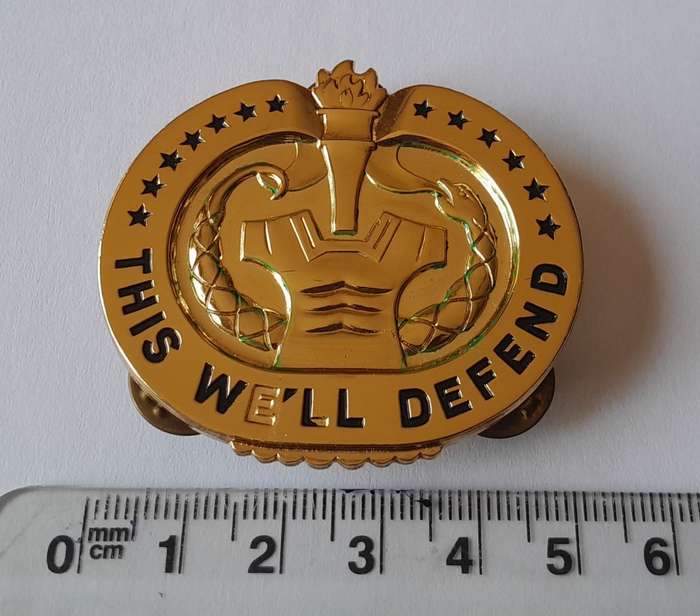 THIS WE'LL DEFEND
mm
cm
0 1 2 3 4 5 6